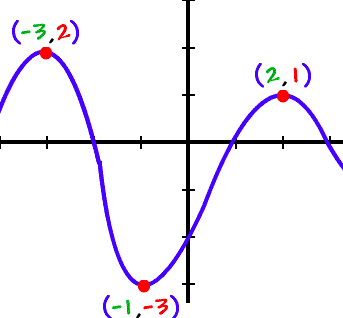 (-3,2)
(2,1)
(-1,-3)